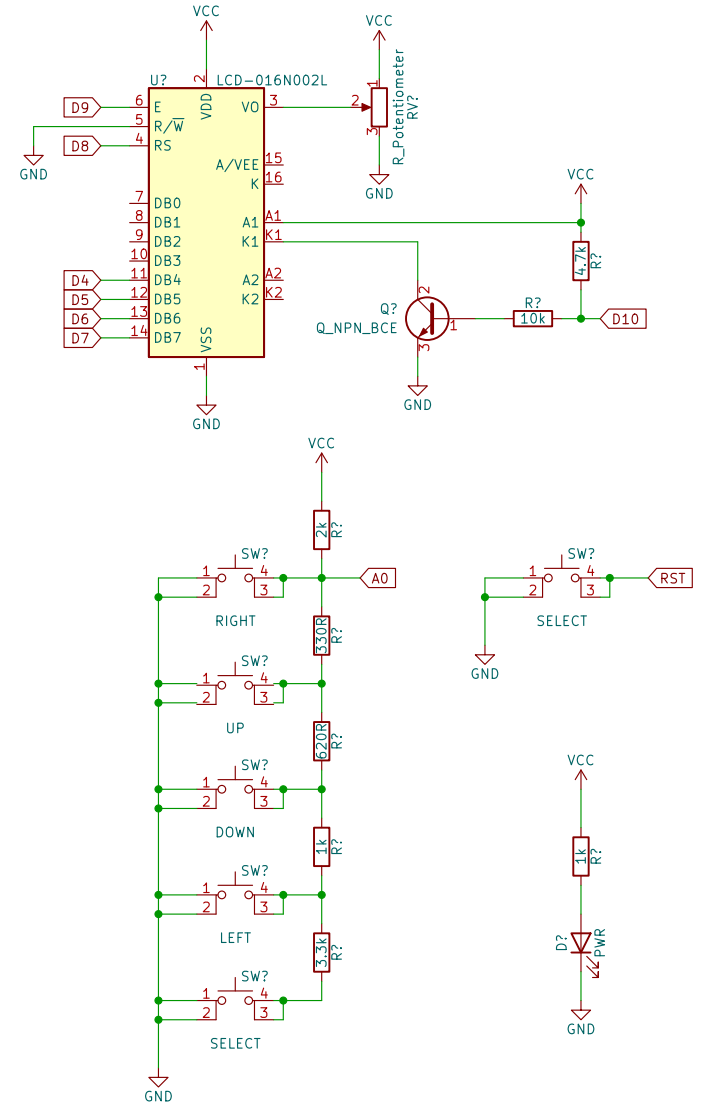 VCC
VCC
U? LCD-016N002L
2
VDD
D9 6 E
5 R/W
D8 4 RS
GND
VO 3
2
1
3
R_Potentiometer
RV?
GND
A/VEE 15
K 16
VCC
7 DB0
8 DB1
9 DB2
10 DB3
D4 11 DB4
D5 12 DB5
D6 13 DB6
D7 14 DB7
A1 A1
K1 K1
A2 A2
K2 K2
VSS
1
GND
4.7k
R?
Q?
Q_NPN_BCE
2
1
3
R?
10k
D10
GND
VCC
2k
R?
SW?
1 4
2 3
RIGHT
A0
330R
R?
SW?
1 4
2 3
UP
620R
R?
SW?
1 4
2 3
DOWN
1k
R?
SW?
1 4
2 3
LEFT
3.3k
R?
SW?
1 4
2 3
SELECT
GND
SW?
1 4
2 3
SELECT
RST
GND
VCC
1k
R?
D?
PWR
GND